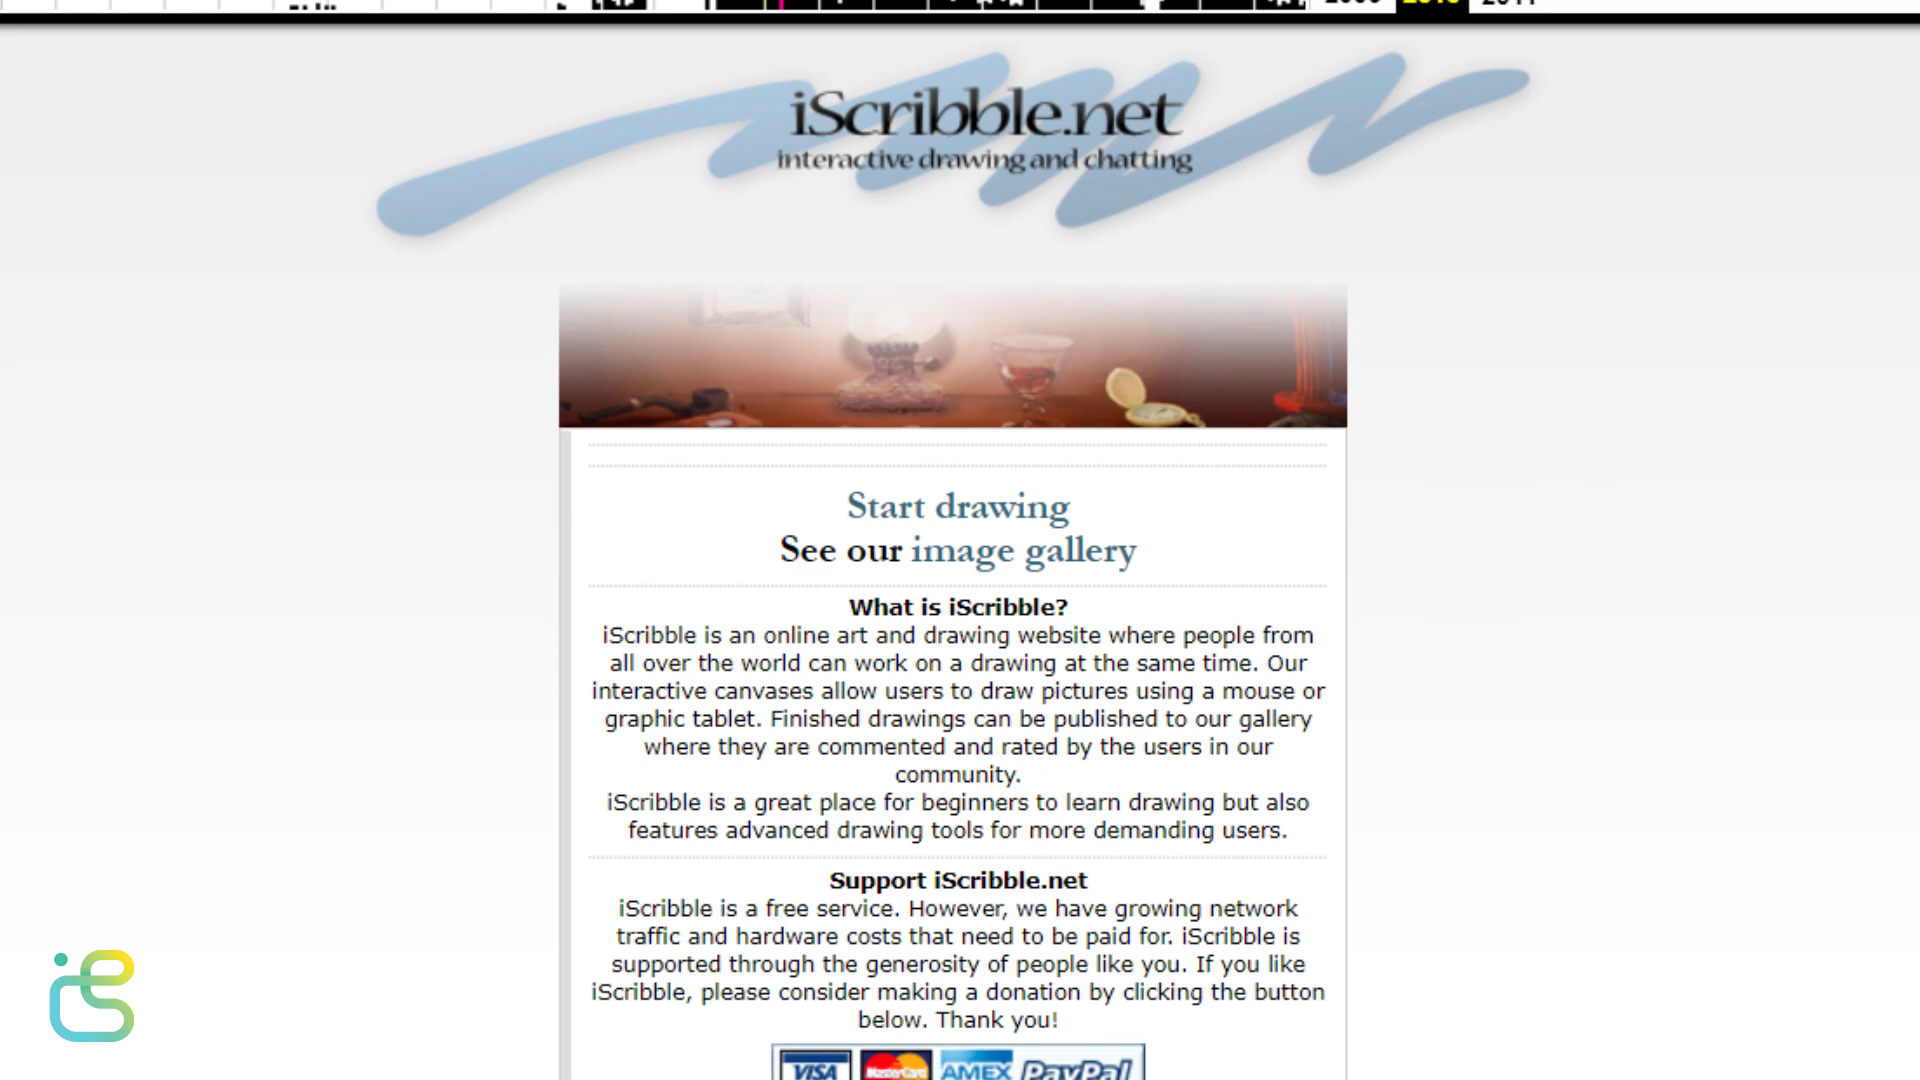 iScribble.net
interactive drawing and chatting
Start drawing
See our image gallery
What is iScribble?
iScribble is an online art and drawing website where people from
all over the world can work on a drawing at the same time. Our
interactive canvases allow users to draw pictures using a mouse or
graphic tablet. Finished drawings can be published to our gallery
where they are commented and rated by the users in our
community.
iScribble is a great place for beginners to learn drawing but also
features advanced drawing tools for more demanding users.
Support iScribble.net
iScribble is a free service. However, we have growing network
traffic and hardware costs that need to be paid for. iScribble is
supported through the generosity of people like you. If you like
iScribble, please consider making a donation by clicking the button
below. Thank you!
VISA MasterCard AMEX PayPal